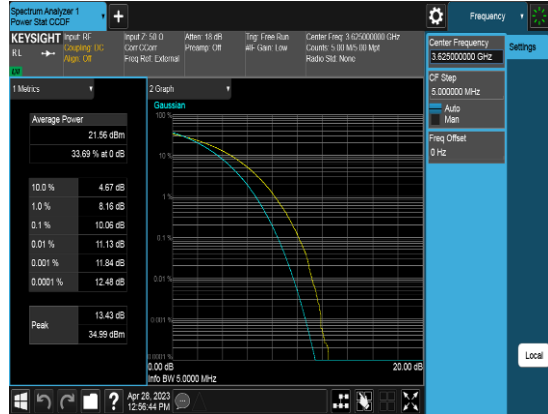 Spectrum Analyzer 1
Power Stat CCDF
+
Frequency
KEYSIGHT
RL
Input: RF
Coupling: DC
Align: Off
Input Z: 50 Ω
Corr CCorr
Freq Ref: External
Atten: 18 dB
Preamp: Off
Trig: Free Run
#IF Gain: Low
Center Freq: 3.625000000 GHz
Counts: 5.00 M/5.00 Mpt
Radio Std: None
1 Metrics
Average Power
21.56 dBm
33.69 % at 0 dB
10.0 % 4.67 dB
1.0 % 8.16 dB
0.1 % 10.06 dB
0.01 % 11.13 dB
0.001 % 11.84 dB
0.0001 % 12.48 dB
Peak
13.43 dB
34.99 dBm
2 Graph
Gaussian
100 %
10 %
1 %
0.1 %
0.01 %
0.001 %
0.0001 %
0.00 dB 20.00 dB
Info BW 5.0000 MHz
Center Frequency
3.625000000 GHz
Settings
CF Step
5.000000 MHz
Auto
Man
Freq Offset
0 Hz
Local
?
Apr 28, 2023
12:56:44 PM